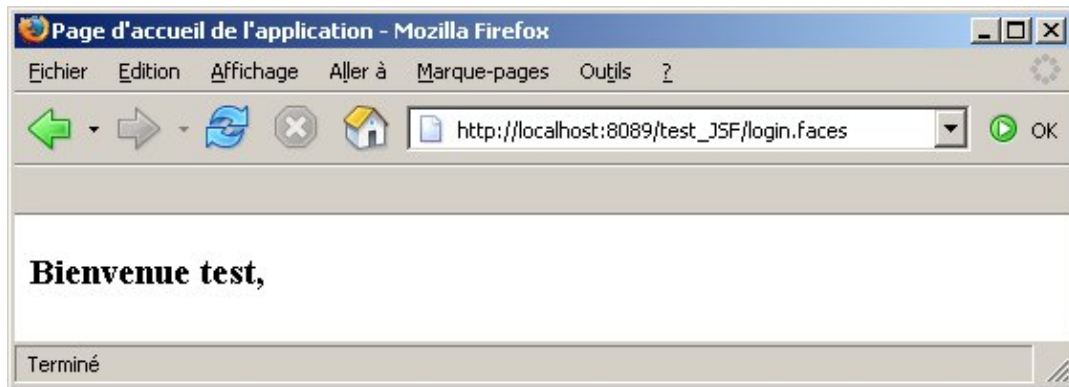 Page d'accueil de l'application - Mozilla Firefox
Fichier Edition Affichage Aller à Marque-pages Outils ?
http://localhost:8089/test_JSF/login.faces OK
Bienvenue test,
Terminé